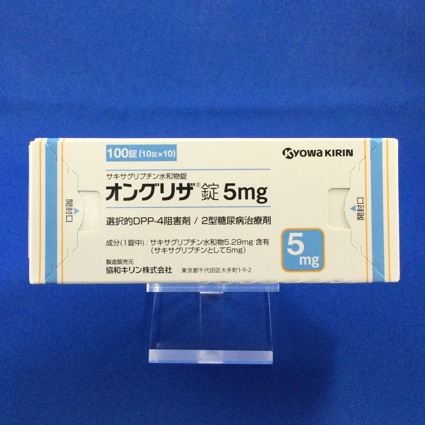 100錠(10錠×10)
KYOWA KIRIN
サキサグリプチン水和物錠
オングリザ®錠5mg
選択的DPP-4阻害剤/2型糖尿病治療剤
成分(1錠中):サキサグリプチン水和物5.29mg 含有
(サキサグリプチンとして5mg)
製造販売元
協和キリン株式会社 東京都千代田区大手町1-9-2
5
mg
開封口
開封口